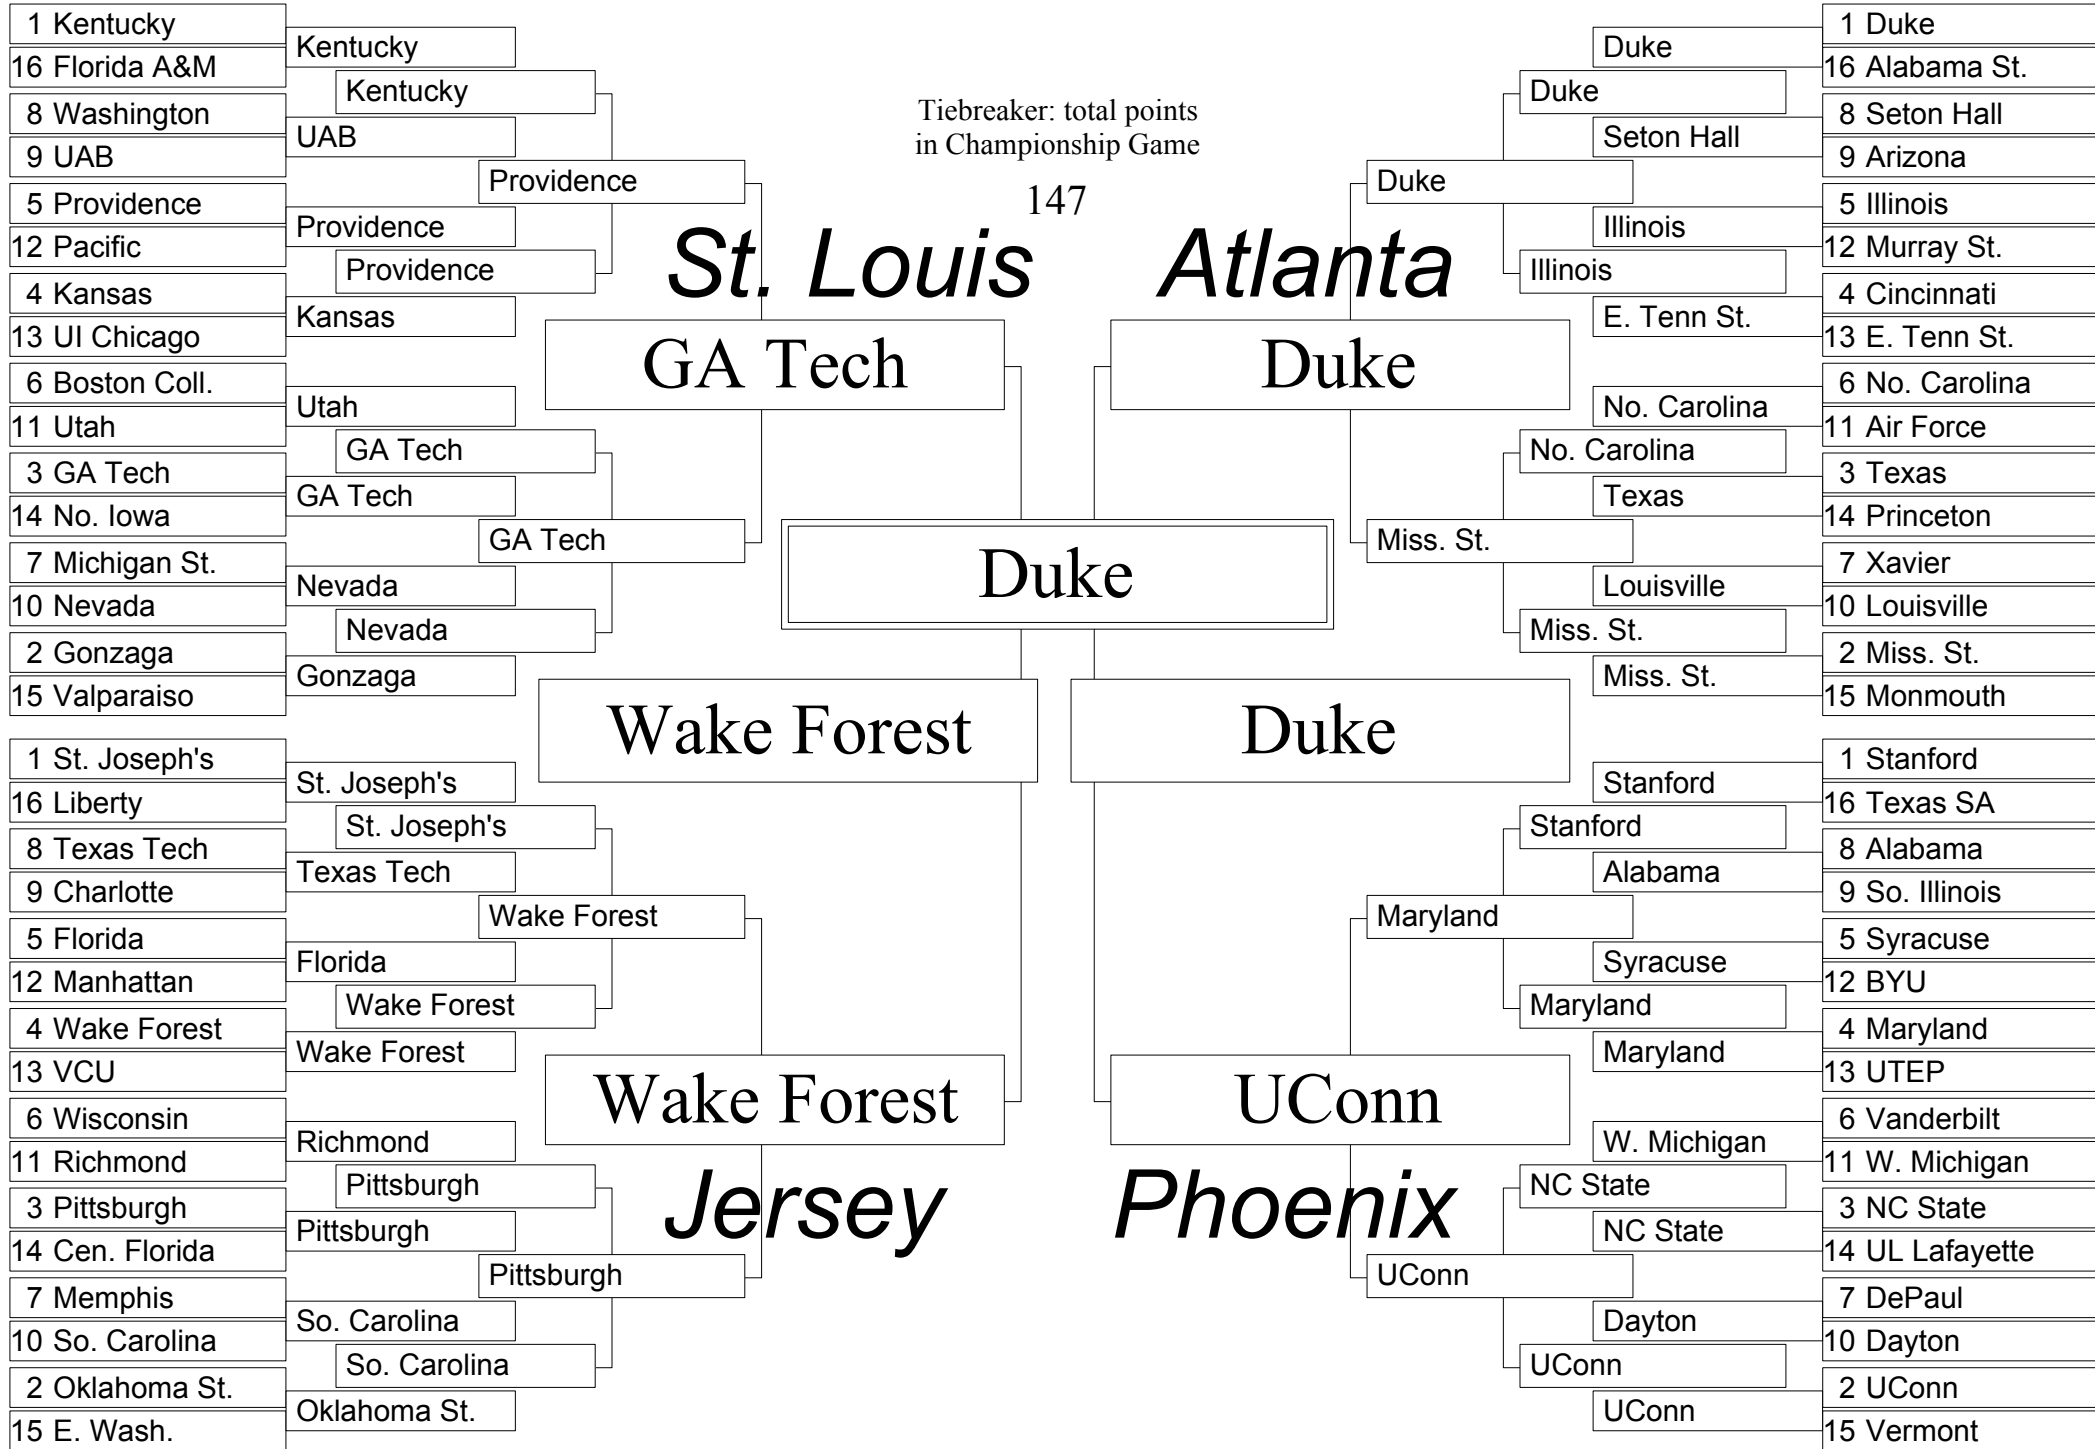 1 Kentucky
16 Florida A&M
8 Washington
9 UAB
5 Providence
12 Pacific
4 Kansas
13 UI Chicago
6 Boston Coll.
11 Utah
3 GA Tech
14 No. Iowa
7 Michigan St.
10 Nevada
2 Gonzaga
15 Valparaiso
1 St. Joseph's
16 Liberty
8 Texas Tech
9 Charlotte
5 Florida
12 Manhattan
4 Wake Forest
13 VCU
6 Wisconsin
11 Richmond
3 Pittsburgh
14 Cen. Florida
7 Memphis
10 So. Carolina
2 Oklahoma St.
15 E. Wash.
Kentucky
UAB
Providence
Kansas
Utah
GA Tech
Nevada
Gonzaga
St. Joseph's
Texas Tech
Florida
Wake Forest
Richmond
Pittsburgh
So. Carolina
Oklahoma St.
Kentucky
Providence
GA Tech
Nevada
St. Joseph's
Wake Forest
Pittsburgh
So. Carolina
Providence
GA Tech
Wake Forest
Pittsburgh
Tiebreaker: total points
in Championship Game
147
St. Louis
Atlanta
GA Tech
Duke
Duke
Wake Forest
Duke
Wake Forest
UConn
Jersey
Phoenix
Duke
Miss. St.
Maryland
UConn
Duke
Illinois
No. Carolina
Miss. St.
Stanford
Maryland
NC State
UConn
Duke
Seton Hall
Illinois
E. Tenn St.
No. Carolina
Texas
Louisville
Miss. St.
Stanford
Alabama
Syracuse
Maryland
W. Michigan
NC State
Dayton
UConn
1 Duke
16 Alabama St.
8 Seton Hall
9 Arizona
5 Illinois
12 Murray St.
4 Cincinnati
13 E. Tenn St.
6 No. Carolina
11 Air Force
3 Texas
14 Princeton
7 Xavier
10 Louisville
2 Miss. St.
15 Monmouth
1 Stanford
16 Texas SA
8 Alabama
9 So. Illinois
5 Syracuse
12 BYU
4 Maryland
13 UTEP
6 Vanderbilt
11 W. Michigan
3 NC State
14 UL Lafayette
7 DePaul
10 Dayton
2 UConn
15 Vermont